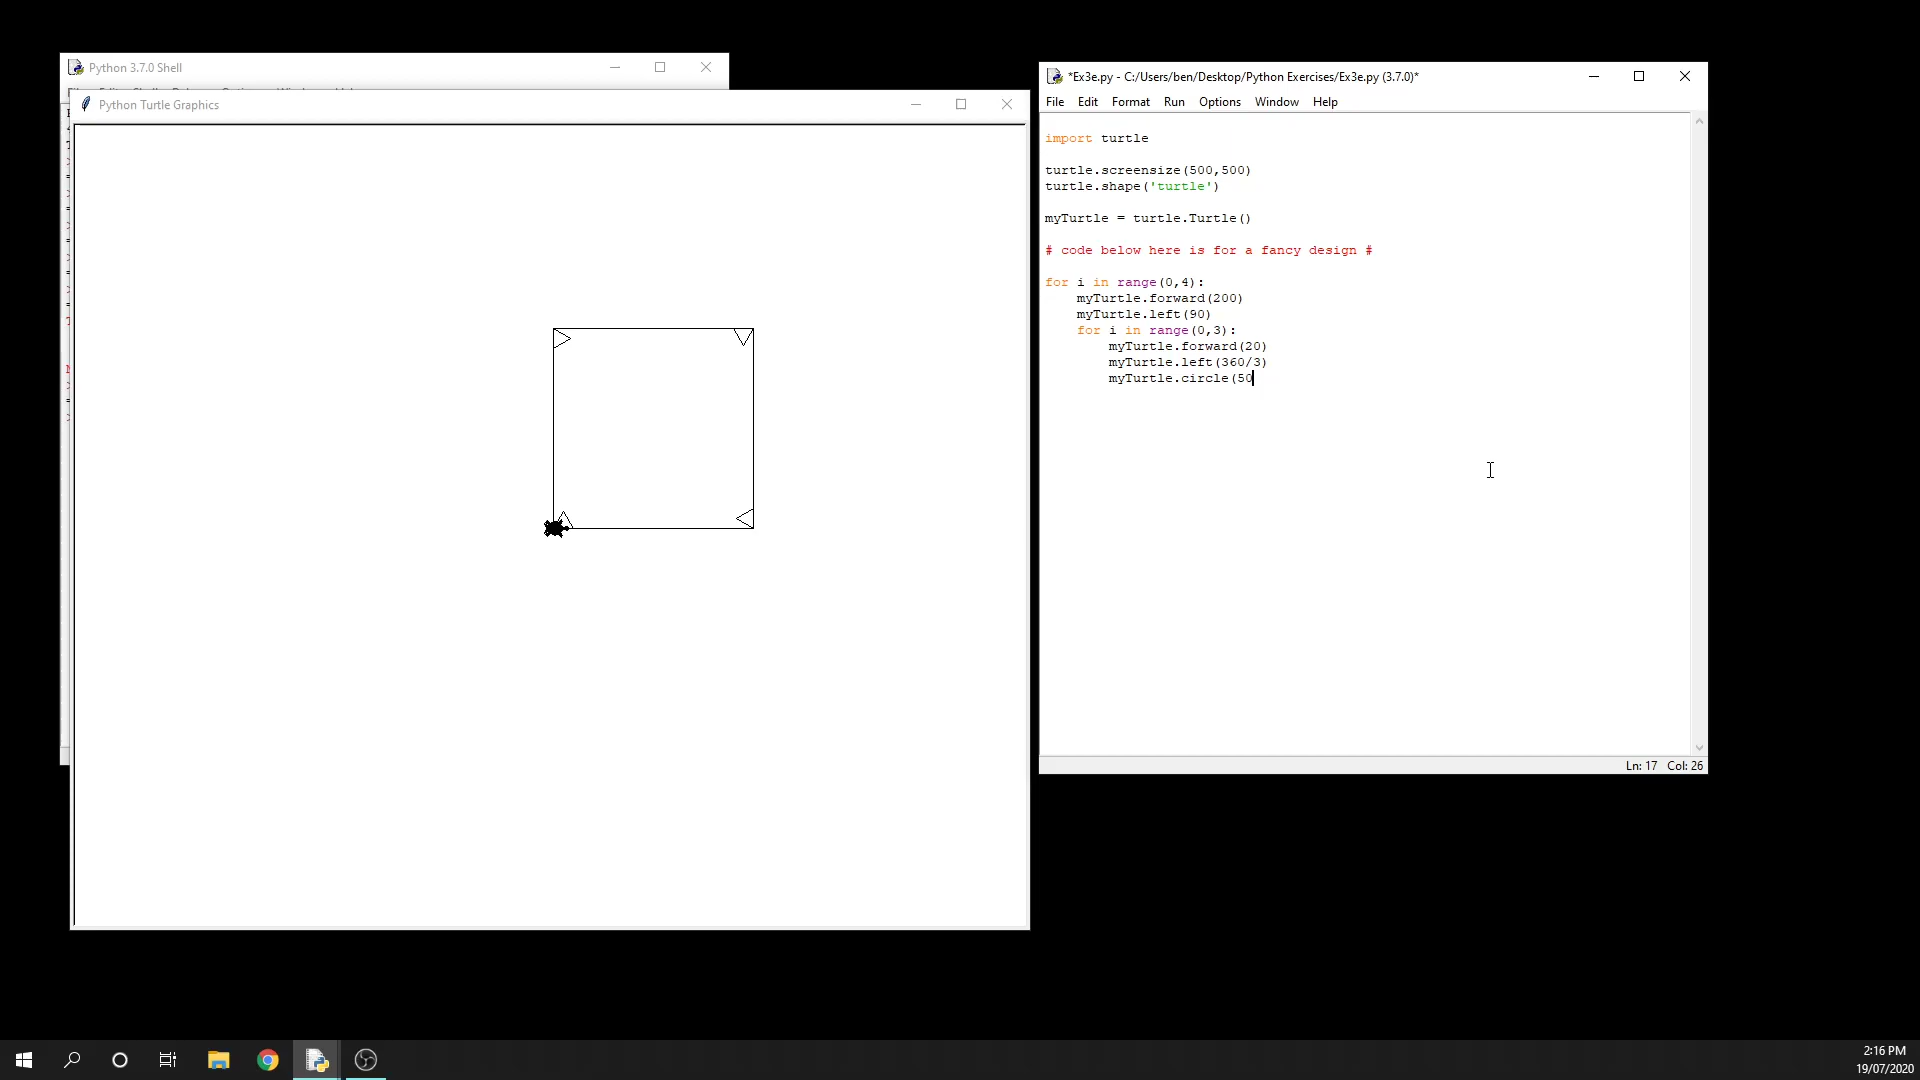 Python 3.7.0 Shell
Python Turtle Graphics
*Ex3e.py - C:/Users/ben/Desktop/Python Exercises/Ex3e.py (3.7.0)*
File Edit Format Run Options Window Help
import turtle
turtle.screensize(500,500)
turtle.shape('turtle')
myTurtle = turtle.Turtle()
# code below here is for a fancy design #
for i in range(0,4):
    myTurtle.forward(200)
    myTurtle.left(90)
    for i in range(0,3):
        myTurtle.forward(20)
        myTurtle.left(360/3)
        myTurtle.circle(50
Ln: 17 Col: 26
2:16 PM
19/07/2020